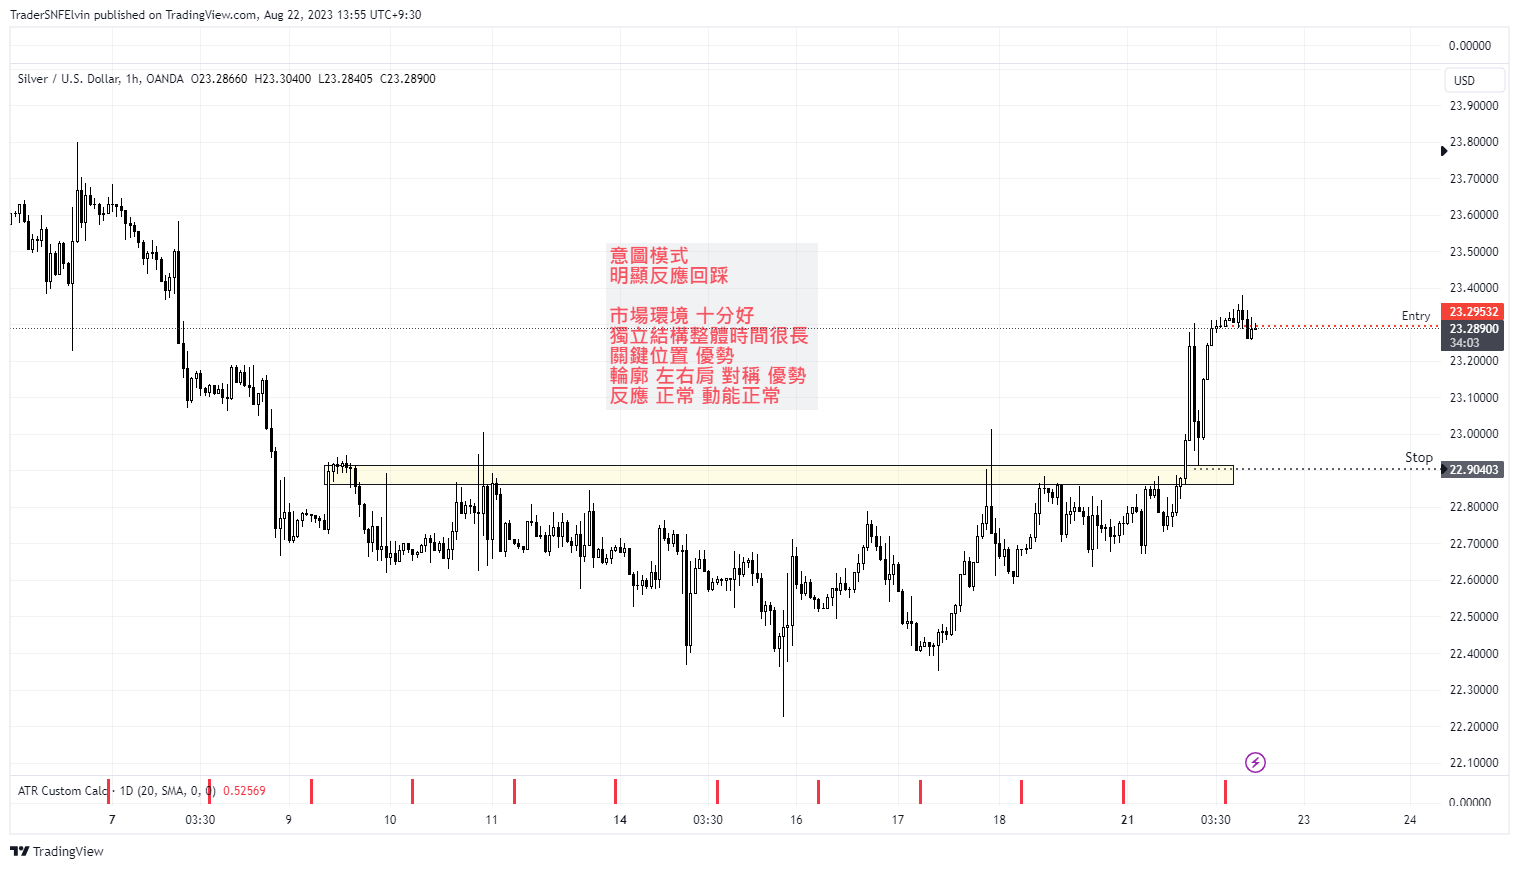 TraderSNFElvin published on TradingView.com, Aug 22, 2023 13:55 UTC+9:30
0.00000
Silver / U.S. Dollar, 1h, OANDA O23.28660 H23.30400 L23.28405 C23.28900
USD
23.90000
23.80000
23.70000
23.60000
23.50000
意圖模式
明顯反應回踩
市場環境 十分好
獨立結構整體時間很長
關鍵位置 優勢
輪廓 左右肩 對稱 優勢
反應 正常 動能正常
23.40000
Entry
23.29532
23.28900
34:03
23.20000
23.10000
23.00000
Stop
22.90403
22.80000
22.70000
22.60000
22.50000
22.40000
22.30000
22.20000
22.10000
ATR Custom Calc · 1D (20, SMA, 0, 0) 0.52569
0.00000
7 03:30 9 10 11 14 03:30 16 17 18 21 03:30 23 24
TradingView